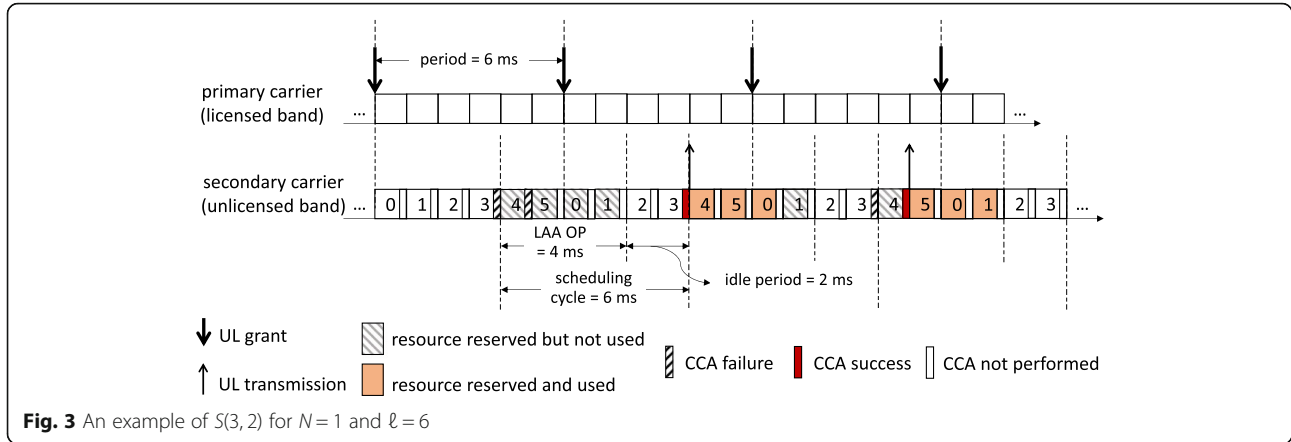 period = 6 ms
primary carrier
(licensed band)
...
...
secondary carrier
(unlicensed band)
... 0 1 2 3 4 5 0 1 2 3 4 5 0 1 2 3 4 5 0 1 2 3 ...
LAA OP
= 4 ms
idle period = 2 ms
scheduling
cycle = 6 ms
UL grant
resource reserved but not used
CCA failure
CCA success
CCA not performed
UL transmission
resource reserved and used
Fig. 3 An example of S(3, 2) for N = 1 and ℓ = 6